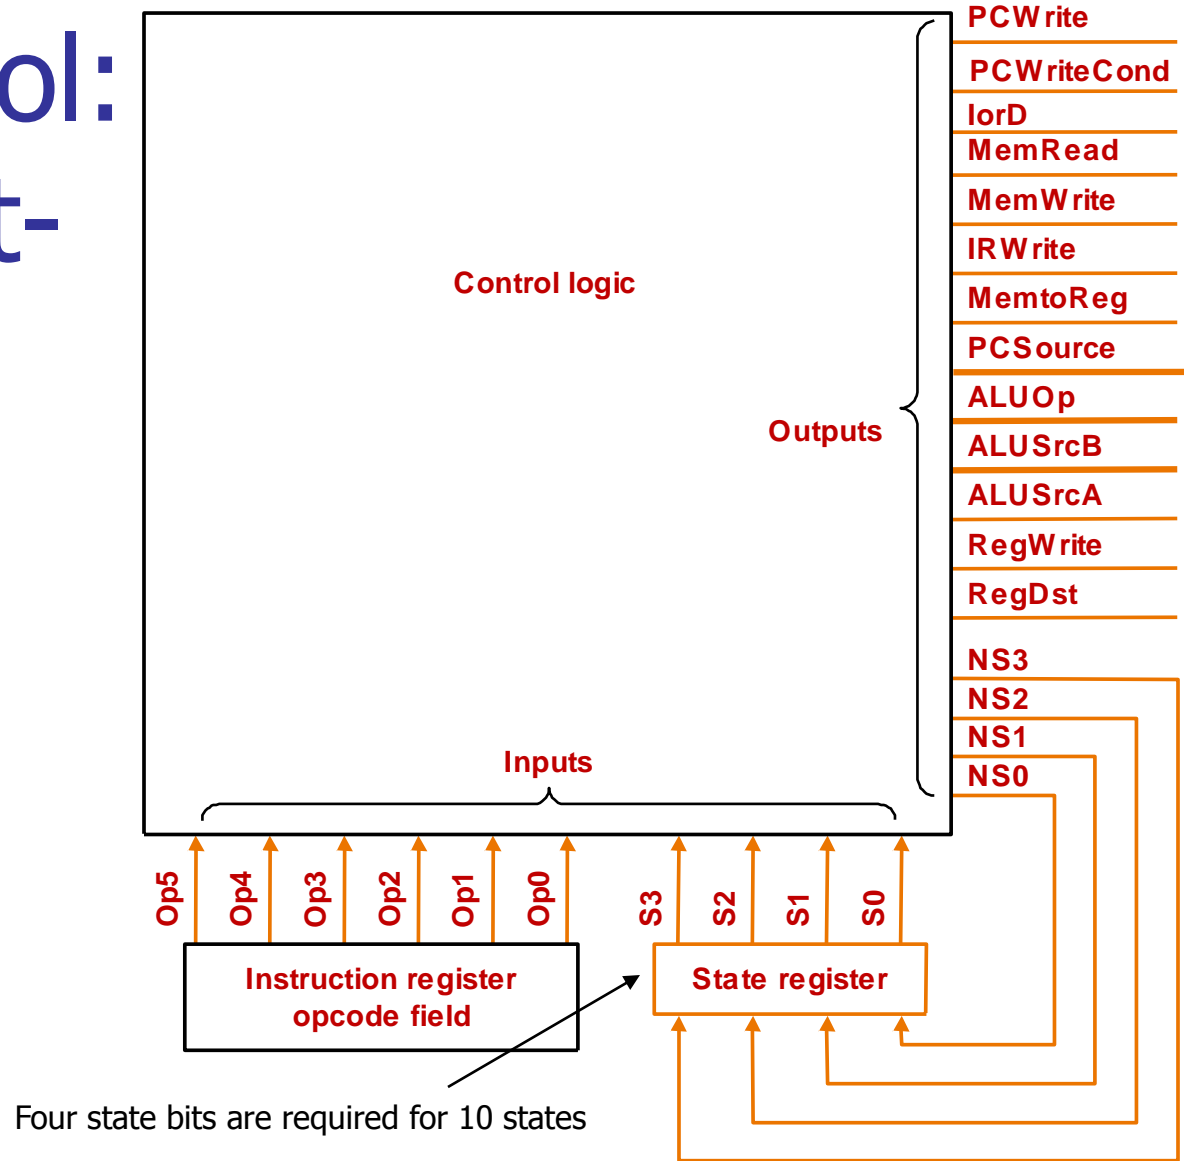 ol:
t-
Control logic
Outputs
Inputs
PCWrite
PCWriteCond
IorD
MemRead
MemWrite
IRWrite
MemtoReg
PCSource
ALUOp
ALUSrcB
ALUSrcA
RegWrite
RegDst
NS3
NS2
NS1
NS0
Op5
Op4
Op3
Op2
Op1
Op0
S3
S2
S1
S0
Instruction register
opcode field
State register
Four state bits are required for 10 states